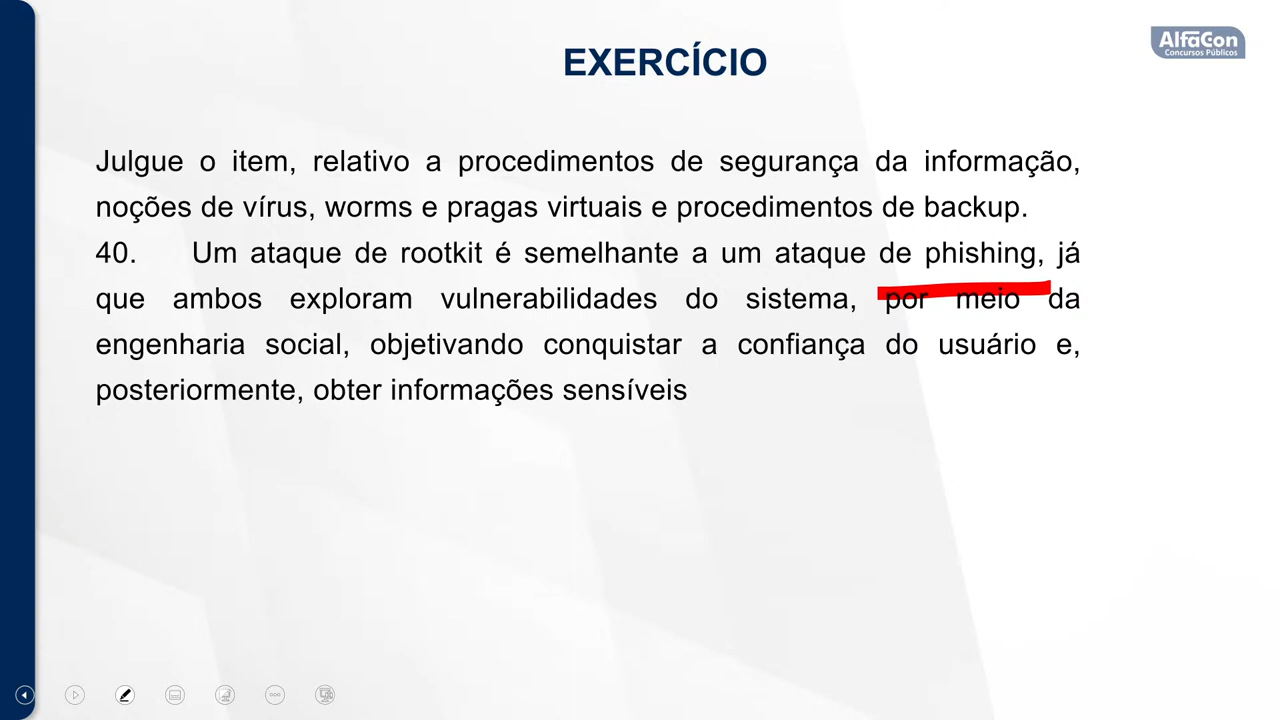 AlfaCon
Concursos Públicos
EXERCÍCIO
Julgue o item, relativo a procedimentos de segurança da informação,
noções de vírus, worms e pragas virtuais e procedimentos de backup.
40. Um ataque de rootkit é semelhante a um ataque de phishing, já
que ambos exploram vulnerabilidades do sistema, por meio da
engenharia social, objetivando conquistar a confiança do usuário e,
posteriormente, obter informações sensíveis